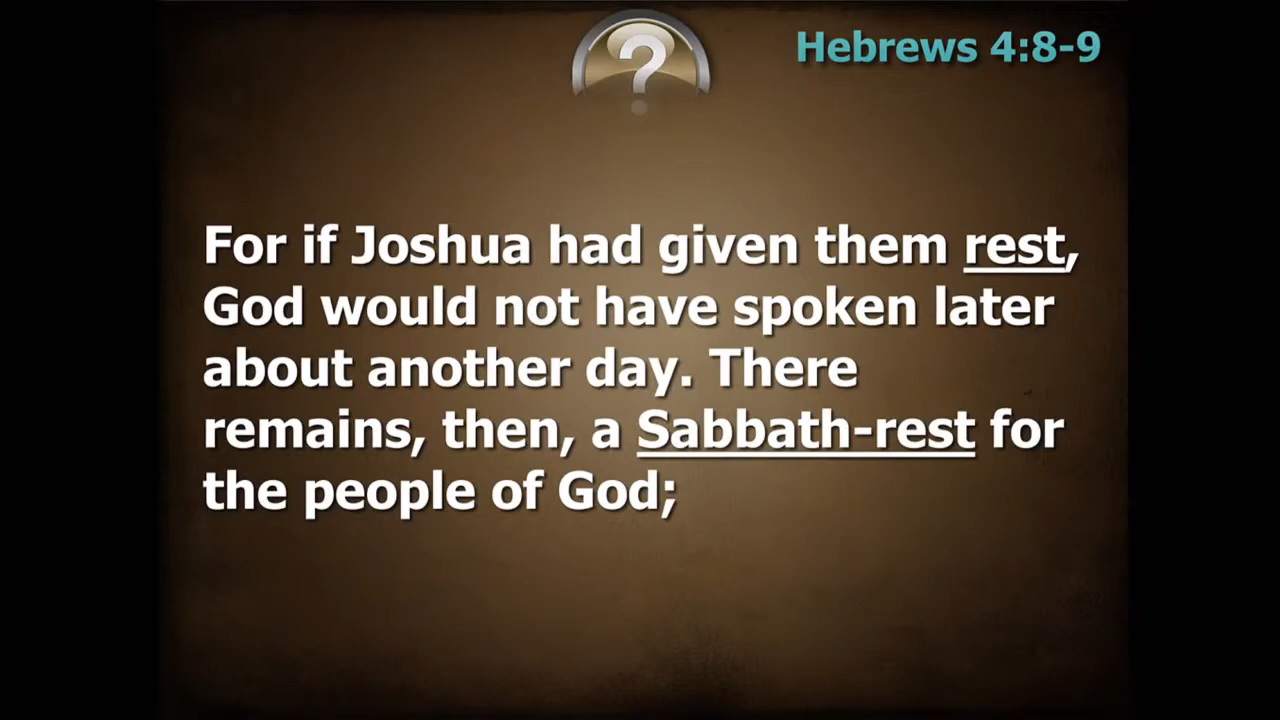 ?
Hebrews 4:8-9
For if Joshua had given them rest,
God would not have spoken later
about another day. There
remains, then, a Sabbath-rest for
the people of God;